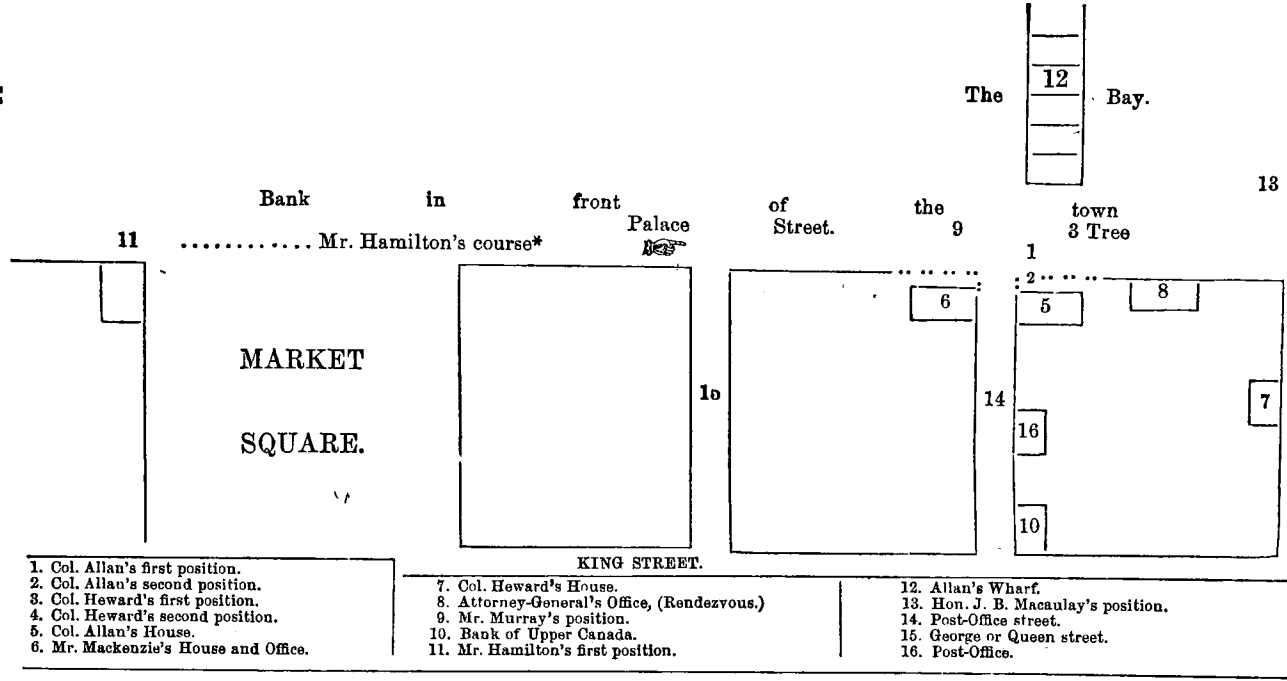 12
The Bay.
13
Bank in front of the town
Palace Street. 9 3 Tree
11 ............ Mr. Hamilton's course*
1
2
6
5
8
MARKET
SQUARE.
15
14
7
16
10
KING STREET.
1. Col. Allan's first position.
2. Col. Allan's second position.
3. Col. Heward's first position.
4. Col. Heward's second position.
5. Col. Allan's House.
6. Mr. Mackenzie's House and Office.
7. Col. Heward's House.
8. Attorney-General's Office, (Rendezvous.)
9. Mr. Murray's position.
10. Bank of Upper Canada.
11. Mr. Hamilton's first position.
12. Allan's Wharf.
13. Hon. J. B. Macaulay's position.
14. Post-Office street.
15. George or Queen street.
16. Post-Office.